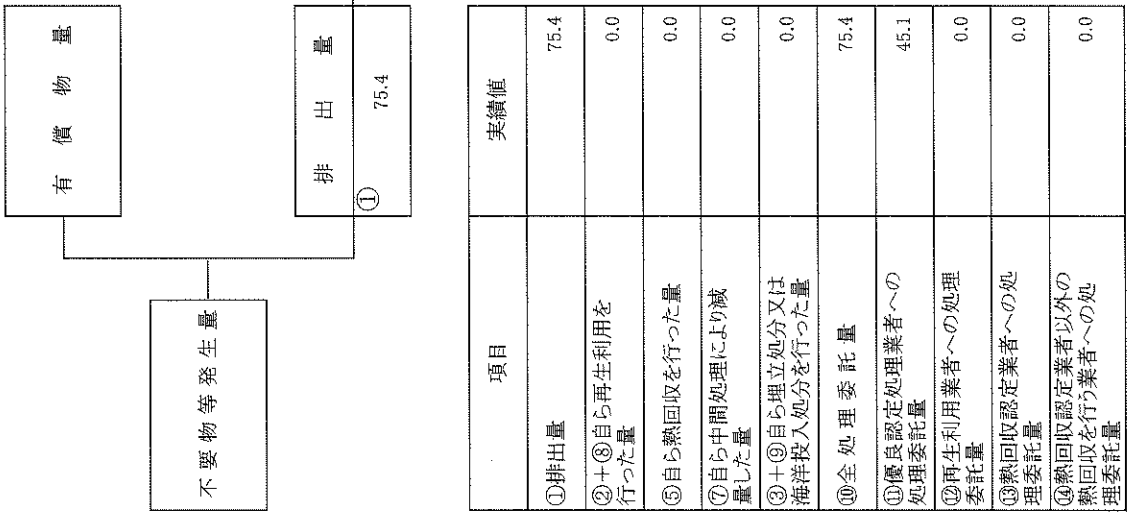 有償物量
不要物等発生量
排出量
①
75.4
項目 実績値
①排出量 75.4
②+⑧自ら再生利用を
行った量 0.0
⑤自ら熱回収を行った量 0.0
⑦自ら中間処理により減
量した量 0.0
③+⑨自ら埋立処分又は
海洋投入処分を行った量 0.0
⑩全処理委託量 75.4
⑪優良認定処理業者への
処理委託量 45.1
⑫再生利用業者への処理
委託量 0.0
⑬熱回収認定業者への処
理委託量 0.0
⑭熱回収認定業者以外の
熱回収を行う業者への処
理委託量 0.0